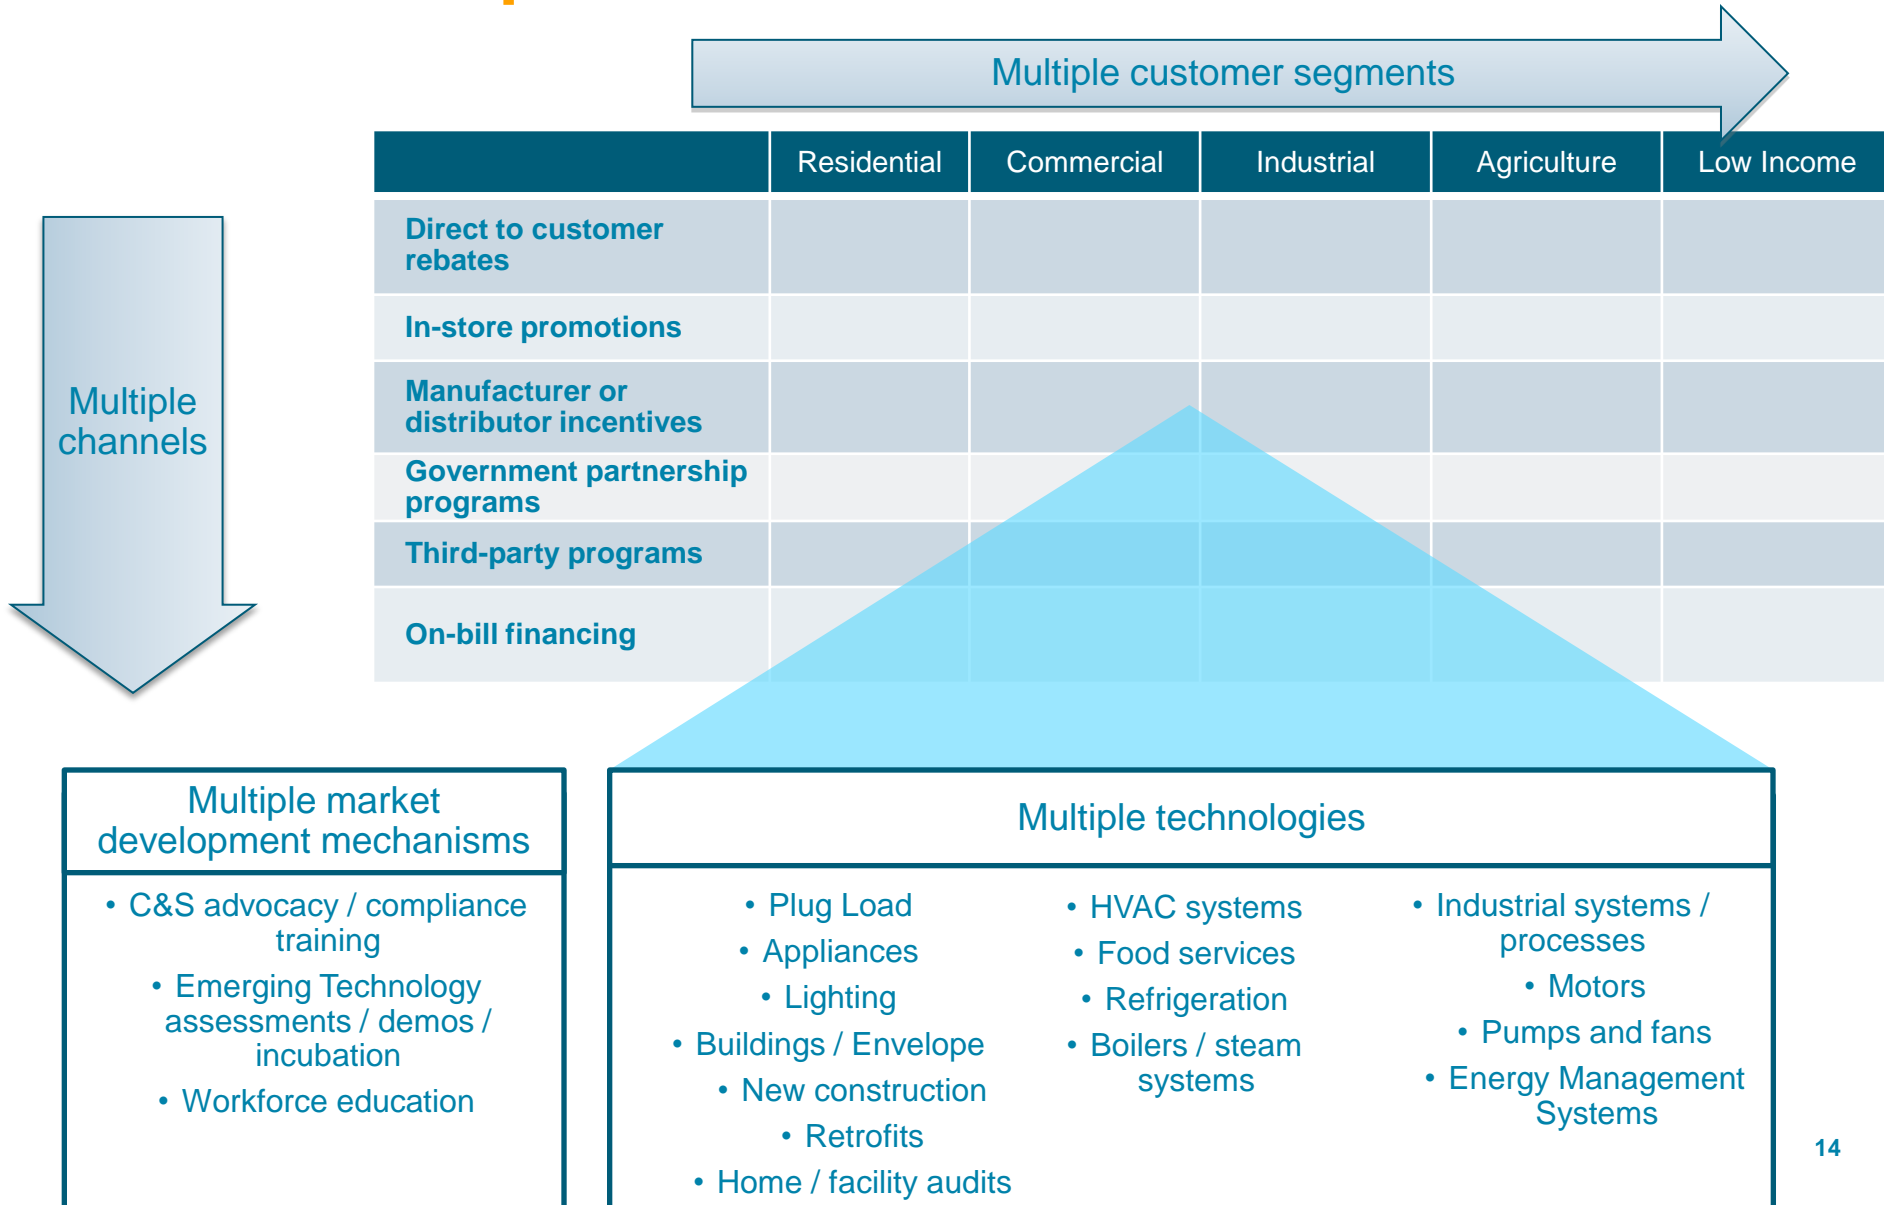 Multiple customer segments
Residential Commercial Industrial Agriculture Low Income
Direct to customer
rebates
In-store promotions
Manufacturer or
distributor incentives
Government partnership
programs
Third-party programs
On-bill financing
Multiple
channels
Multiple market
development mechanisms
• C&S advocacy / compliance
training
• Emerging Technology
assessments / demos /
incubation
• Workforce education
Multiple technologies
• Plug Load
• Appliances
• Lighting
• Buildings / Envelope
• New construction
• Retrofits
• Home / facility audits
• HVAC systems
• Food services
• Refrigeration
• Boilers / steam
systems
• Industrial systems /
processes
• Motors
• Pumps and fans
• Energy Management
Systems
14